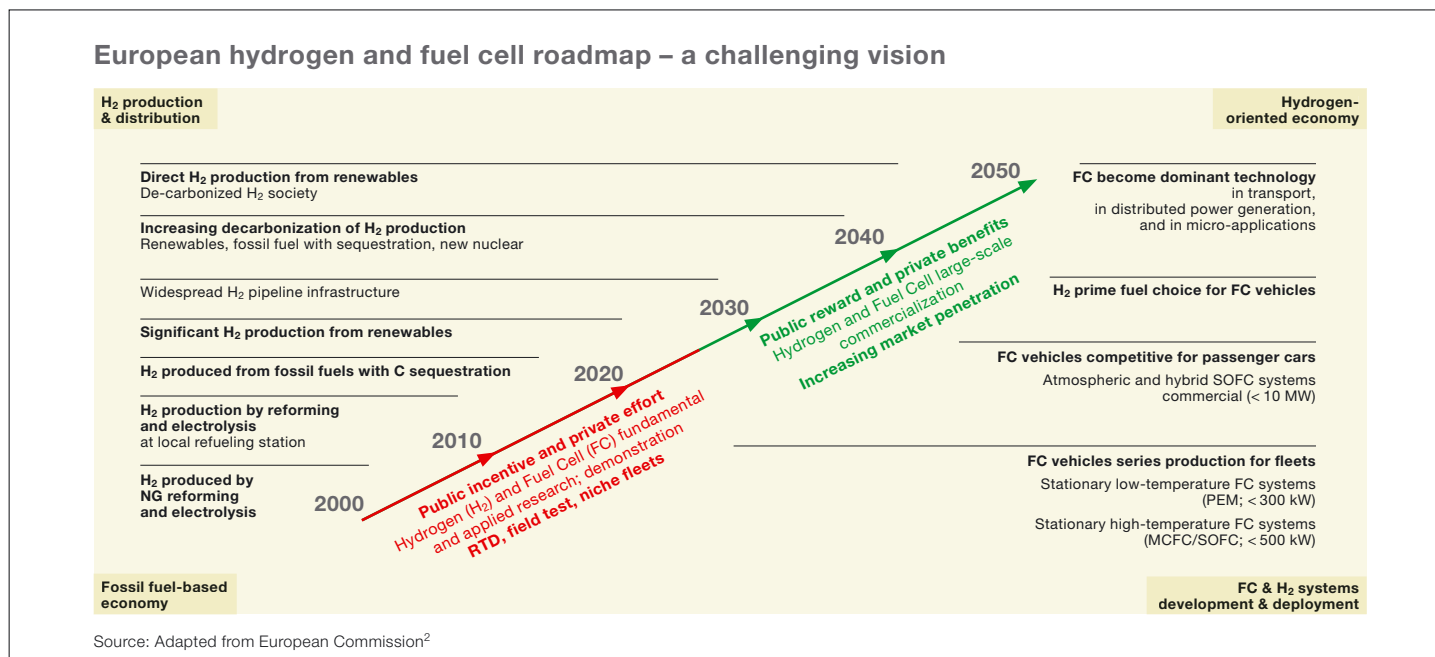 European hydrogen and fuel cell roadmap – a challenging vision
H₂ production
& distribution
Hydrogen-
oriented economy
Direct H₂ production from renewables
De-carbonized H₂ society
Increasing decarbonization of H₂ production
Renewables, fossil fuel with sequestration, new nuclear
Widespread H₂ pipeline infrastructure
Significant H₂ production from renewables
H₂ produced from fossil fuels with C sequestration
H₂ production by reforming
and electrolysis
at local refueling station
H₂ produced by
NG reforming
and electrolysis
2000
2010
2020
2030
2040
2050
Public incentive and private effort
Hydrogen (H₂) and Fuel Cell (FC) fundamental
and applied research; demonstration
RTD, field test, niche fleets
Public reward and private benefits
Hydrogen and Fuel Cell large-scale
commercialization
Increasing market penetration
FC become dominant technology
in transport,
in distributed power generation,
and in micro-applications
H₂ prime fuel choice for FC vehicles
FC vehicles competitive for passenger cars
Atmospheric and hybrid SOFC systems
commercial (< 10 MW)
FC vehicles series production for fleets
Stationary low-temperature FC systems
(PEM; < 300 kW)
Stationary high-temperature FC systems
(MCFC/SOFC; < 500 kW)
Fossil fuel-based
economy
FC & H₂ systems
development & deployment
Source: Adapted from European Commission²